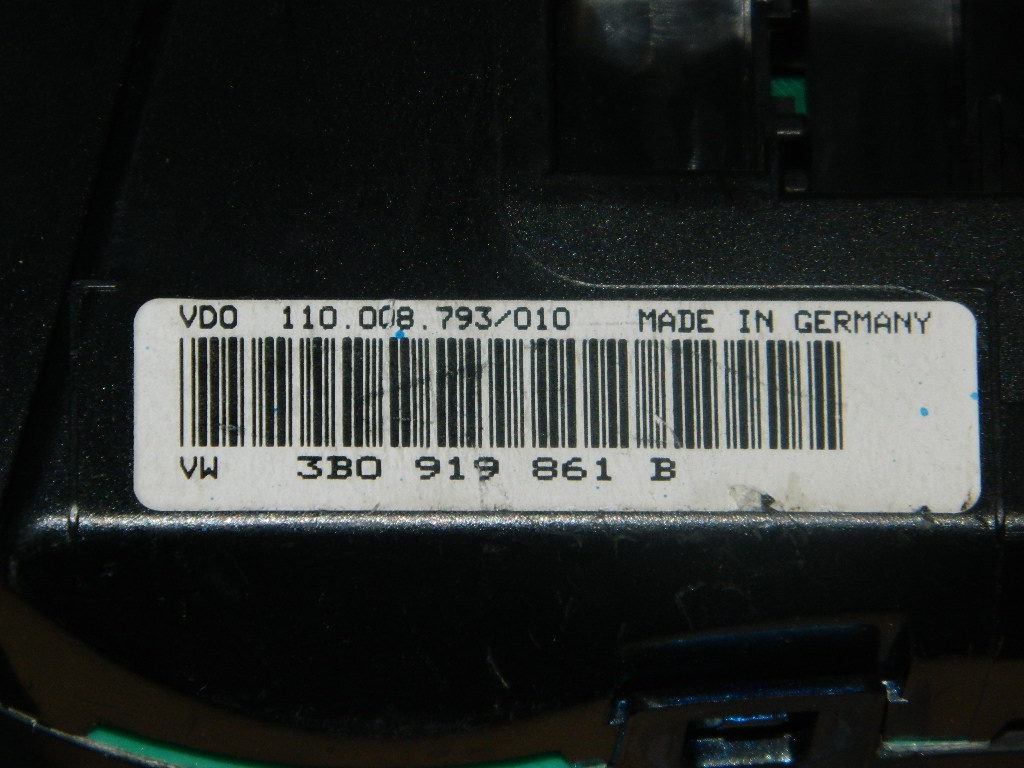 VDO 110.008.793/010 MADE IN GERMANY
VW 3B0 919 861 B